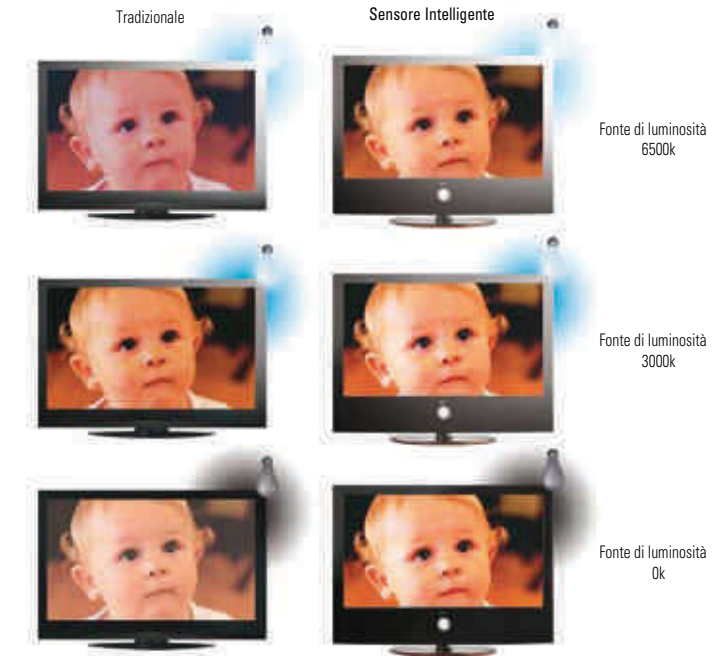 Tradizionale
Sensore Intelligente
Fonte di luminosità
6500k
Fonte di luminosità
3000k
Fonte di luminosità
0k